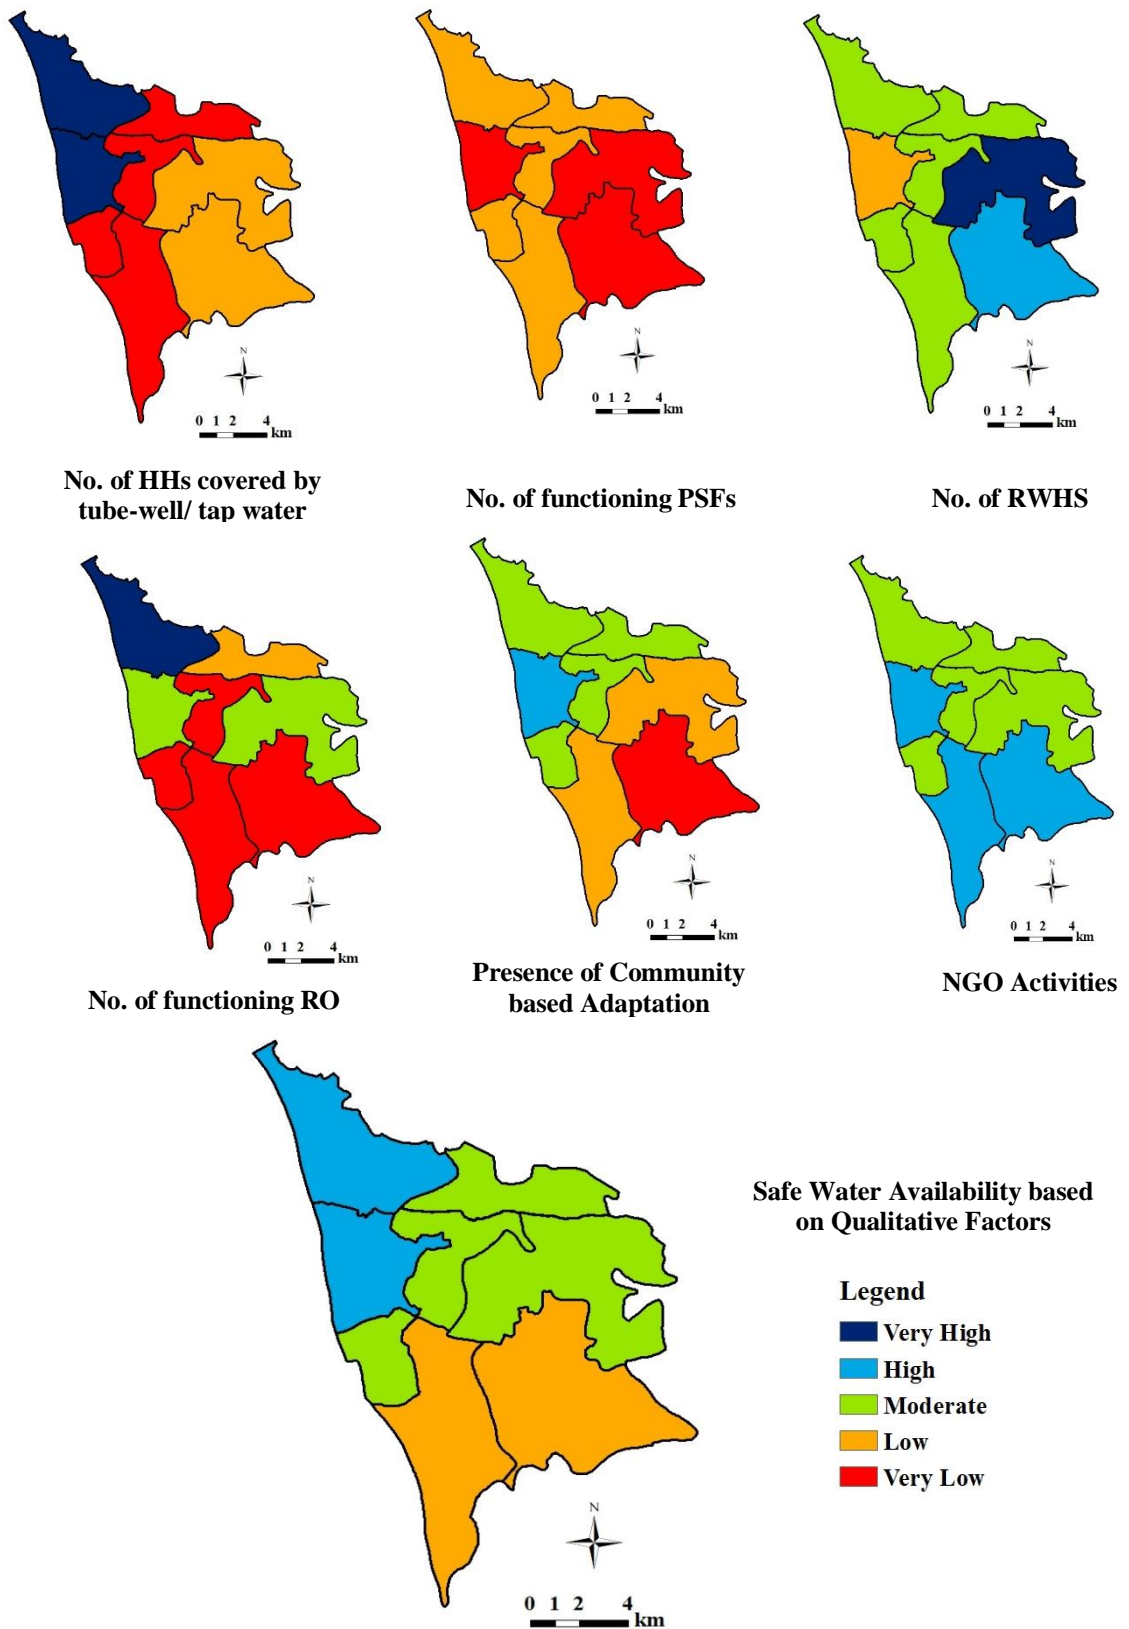 N
0 1 2 4
km
No. of HHs covered by
tube-well/ tap water
N
0 1 2 4
km
No. of functioning PSFs
N
0 1 2 4
km
No. of RWHS
N
0 1 2 4
km
No. of functioning RO
N
0 1 2 4
km
Presence of Community
based Adaptation
N
0 1 2 4
km
NGO Activities
Safe Water Availability based
on Qualitative Factors
Legend
Very High
High
Moderate
Low
Very Low
N
0 1 2 4
km